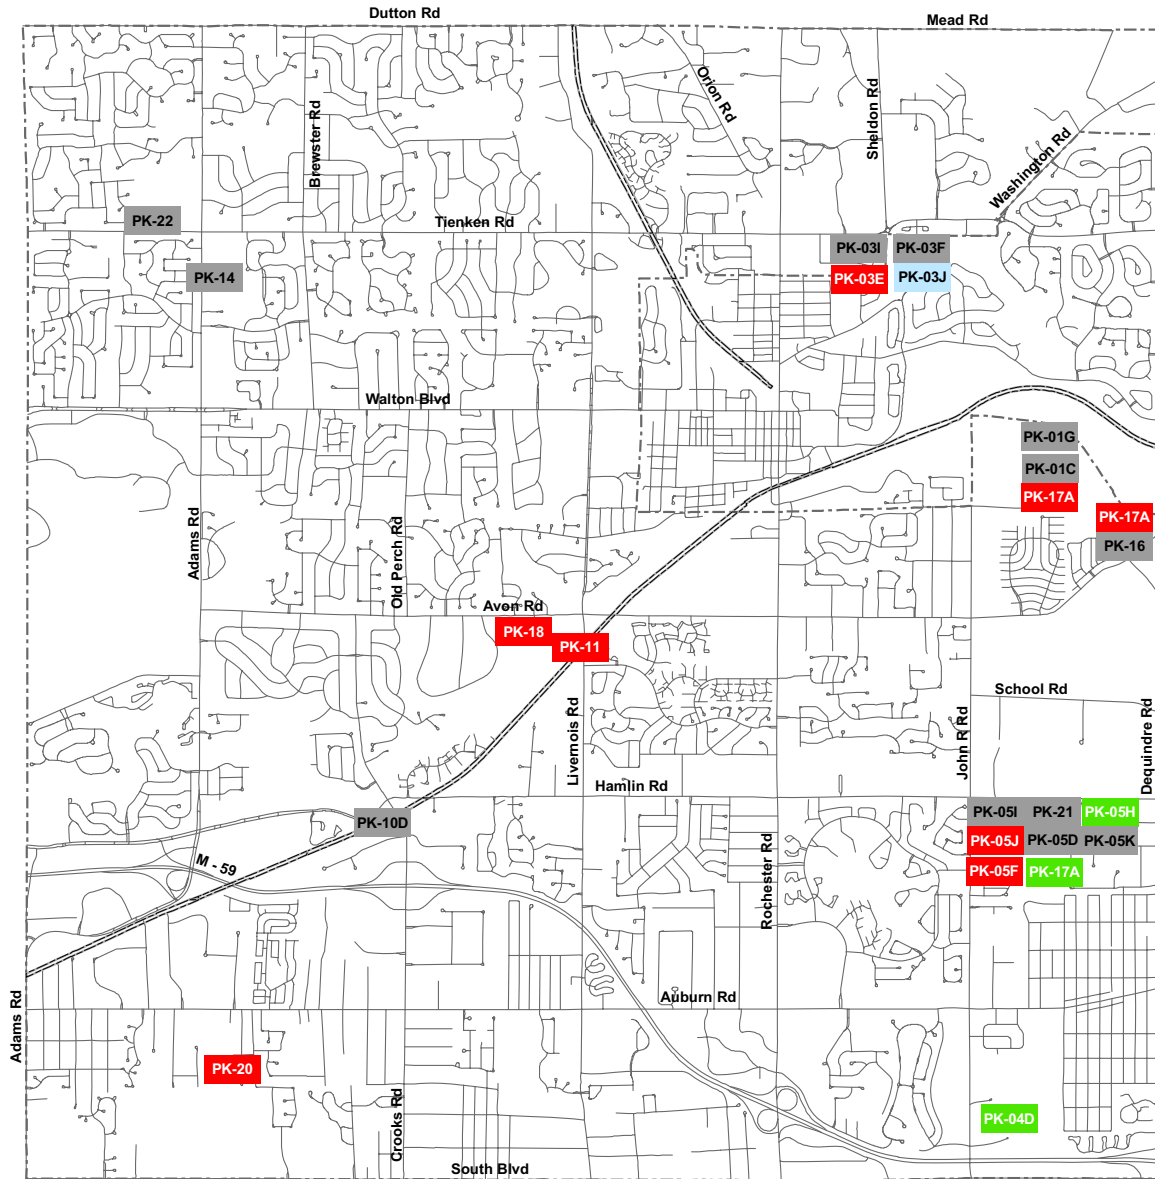 Dutton Rd
Mead Rd
Orion Rd
Sheldon Rd
Brewster Rd
Washington Rd
PK-22
Tienken Rd
PK-03I
PK-03F
PK-14
PK-03E
PK-03J
Walton Blvd
PK-01G
PK-01C
PK-17A
PK-17A
PK-16
Adams Rd
Old Perch Rd
Avon Rd
PK-18
PK-11
School Rd
Livernois Rd
John R Rd
Dequindre Rd
Hamlin Rd
PK-10D
PK-05I
PK-21
PK-05H
PK-05J
PK-05D
PK-05K
M - 59
PK-05F
PK-17A
Rochester Rd
Auburn Rd
Adams Rd
PK-20
Crooks Rd
PK-04D
South Blvd